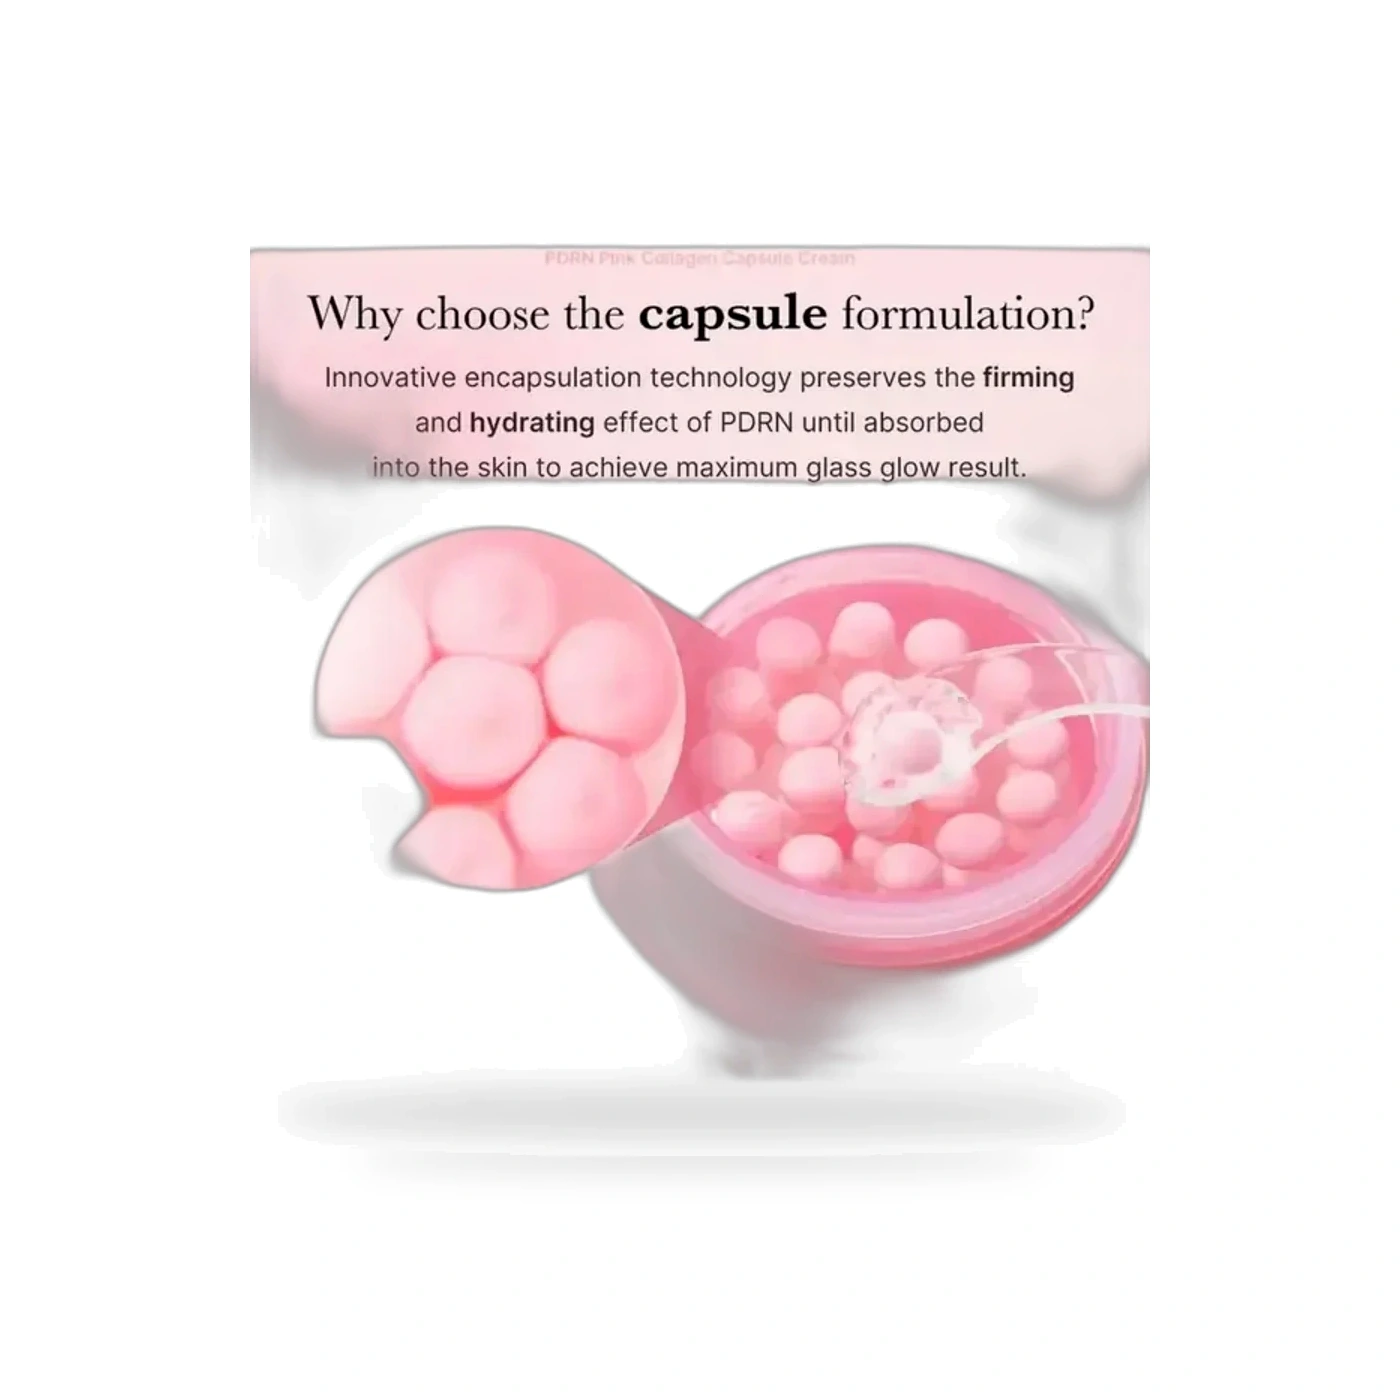 PDRN Pink Collagen Capsule Cream
Why choose the capsule formulation?
Innovative encapsulation technology preserves the firming
and hydrating effect of PDRN until absorbed
into the skin to achieve maximum glass glow result.